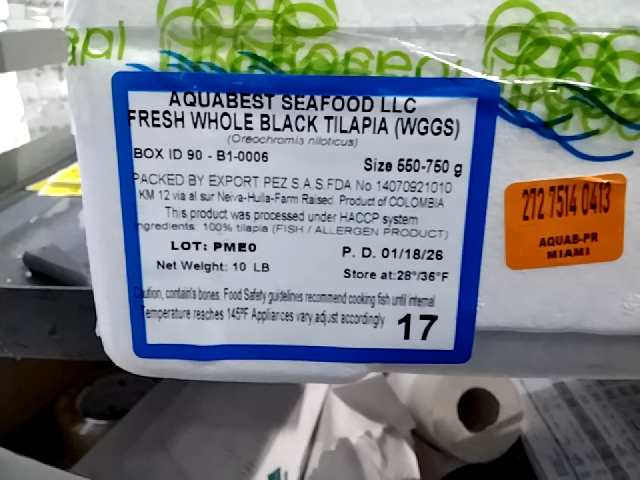 AQUABEST SEAFOOD LLC
FRESH WHOLE BLACK TILAPIA (WGGS)
(Oreochromis niloticus)
BOX ID 90 - B1-0006
Size 550-750 g
PACKED BY EXPORT PEZ S.A.S.FDA No 14070921010
KM 12 via al sur Neiva-Huila-Farm Raised. Product of COLOMBIA
This product was processed under HACCP system
Ingredients: 100% tilapia (FISH / ALLERGEN PRODUCT)
LOT: PME0
P. D. 01/18/26
Net Weight: 10 LB
Store at:28°/36°F
Caution, contain's bones. Food Safety guidelines recommend cooking fish until internal
Temperature reaches 145ºF Appliances vary,adjust accordingly
17
272 7514 0413
AQUAB-PR
MIAMI